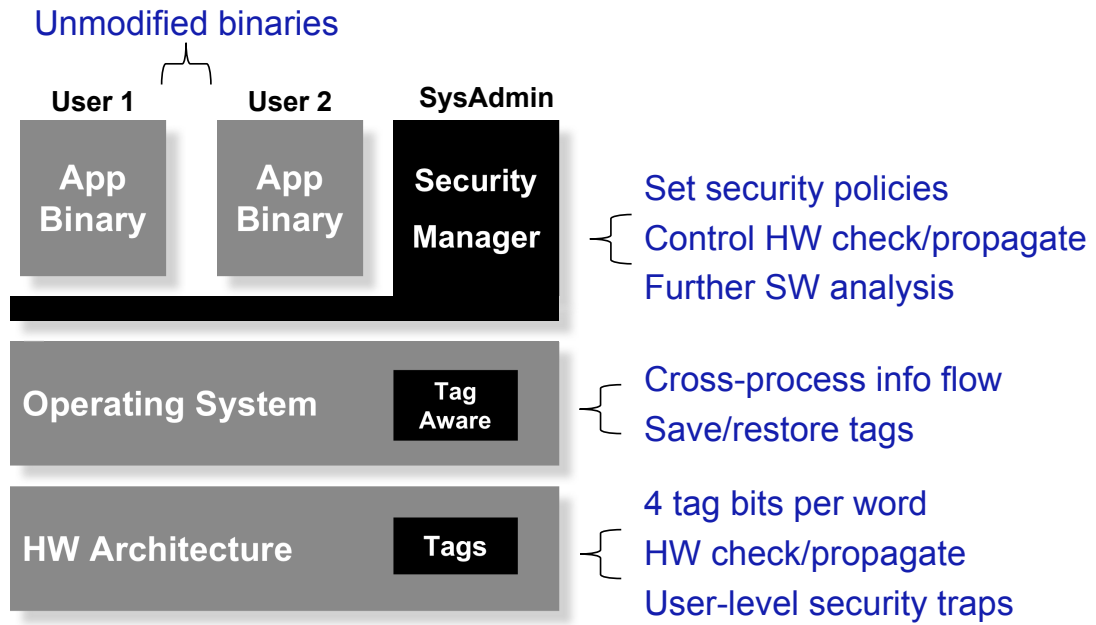 Unmodified binaries
User 1
User 2
SysAdmin
App
Binary
App
Binary
Security
Manager
Set security policies
Control HW check/propagate
Further SW analysis
Operating System
Tag
Aware
Cross-process info flow
Save/restore tags
HW Architecture
Tags
4 tag bits per word
HW check/propagate
User-level security traps